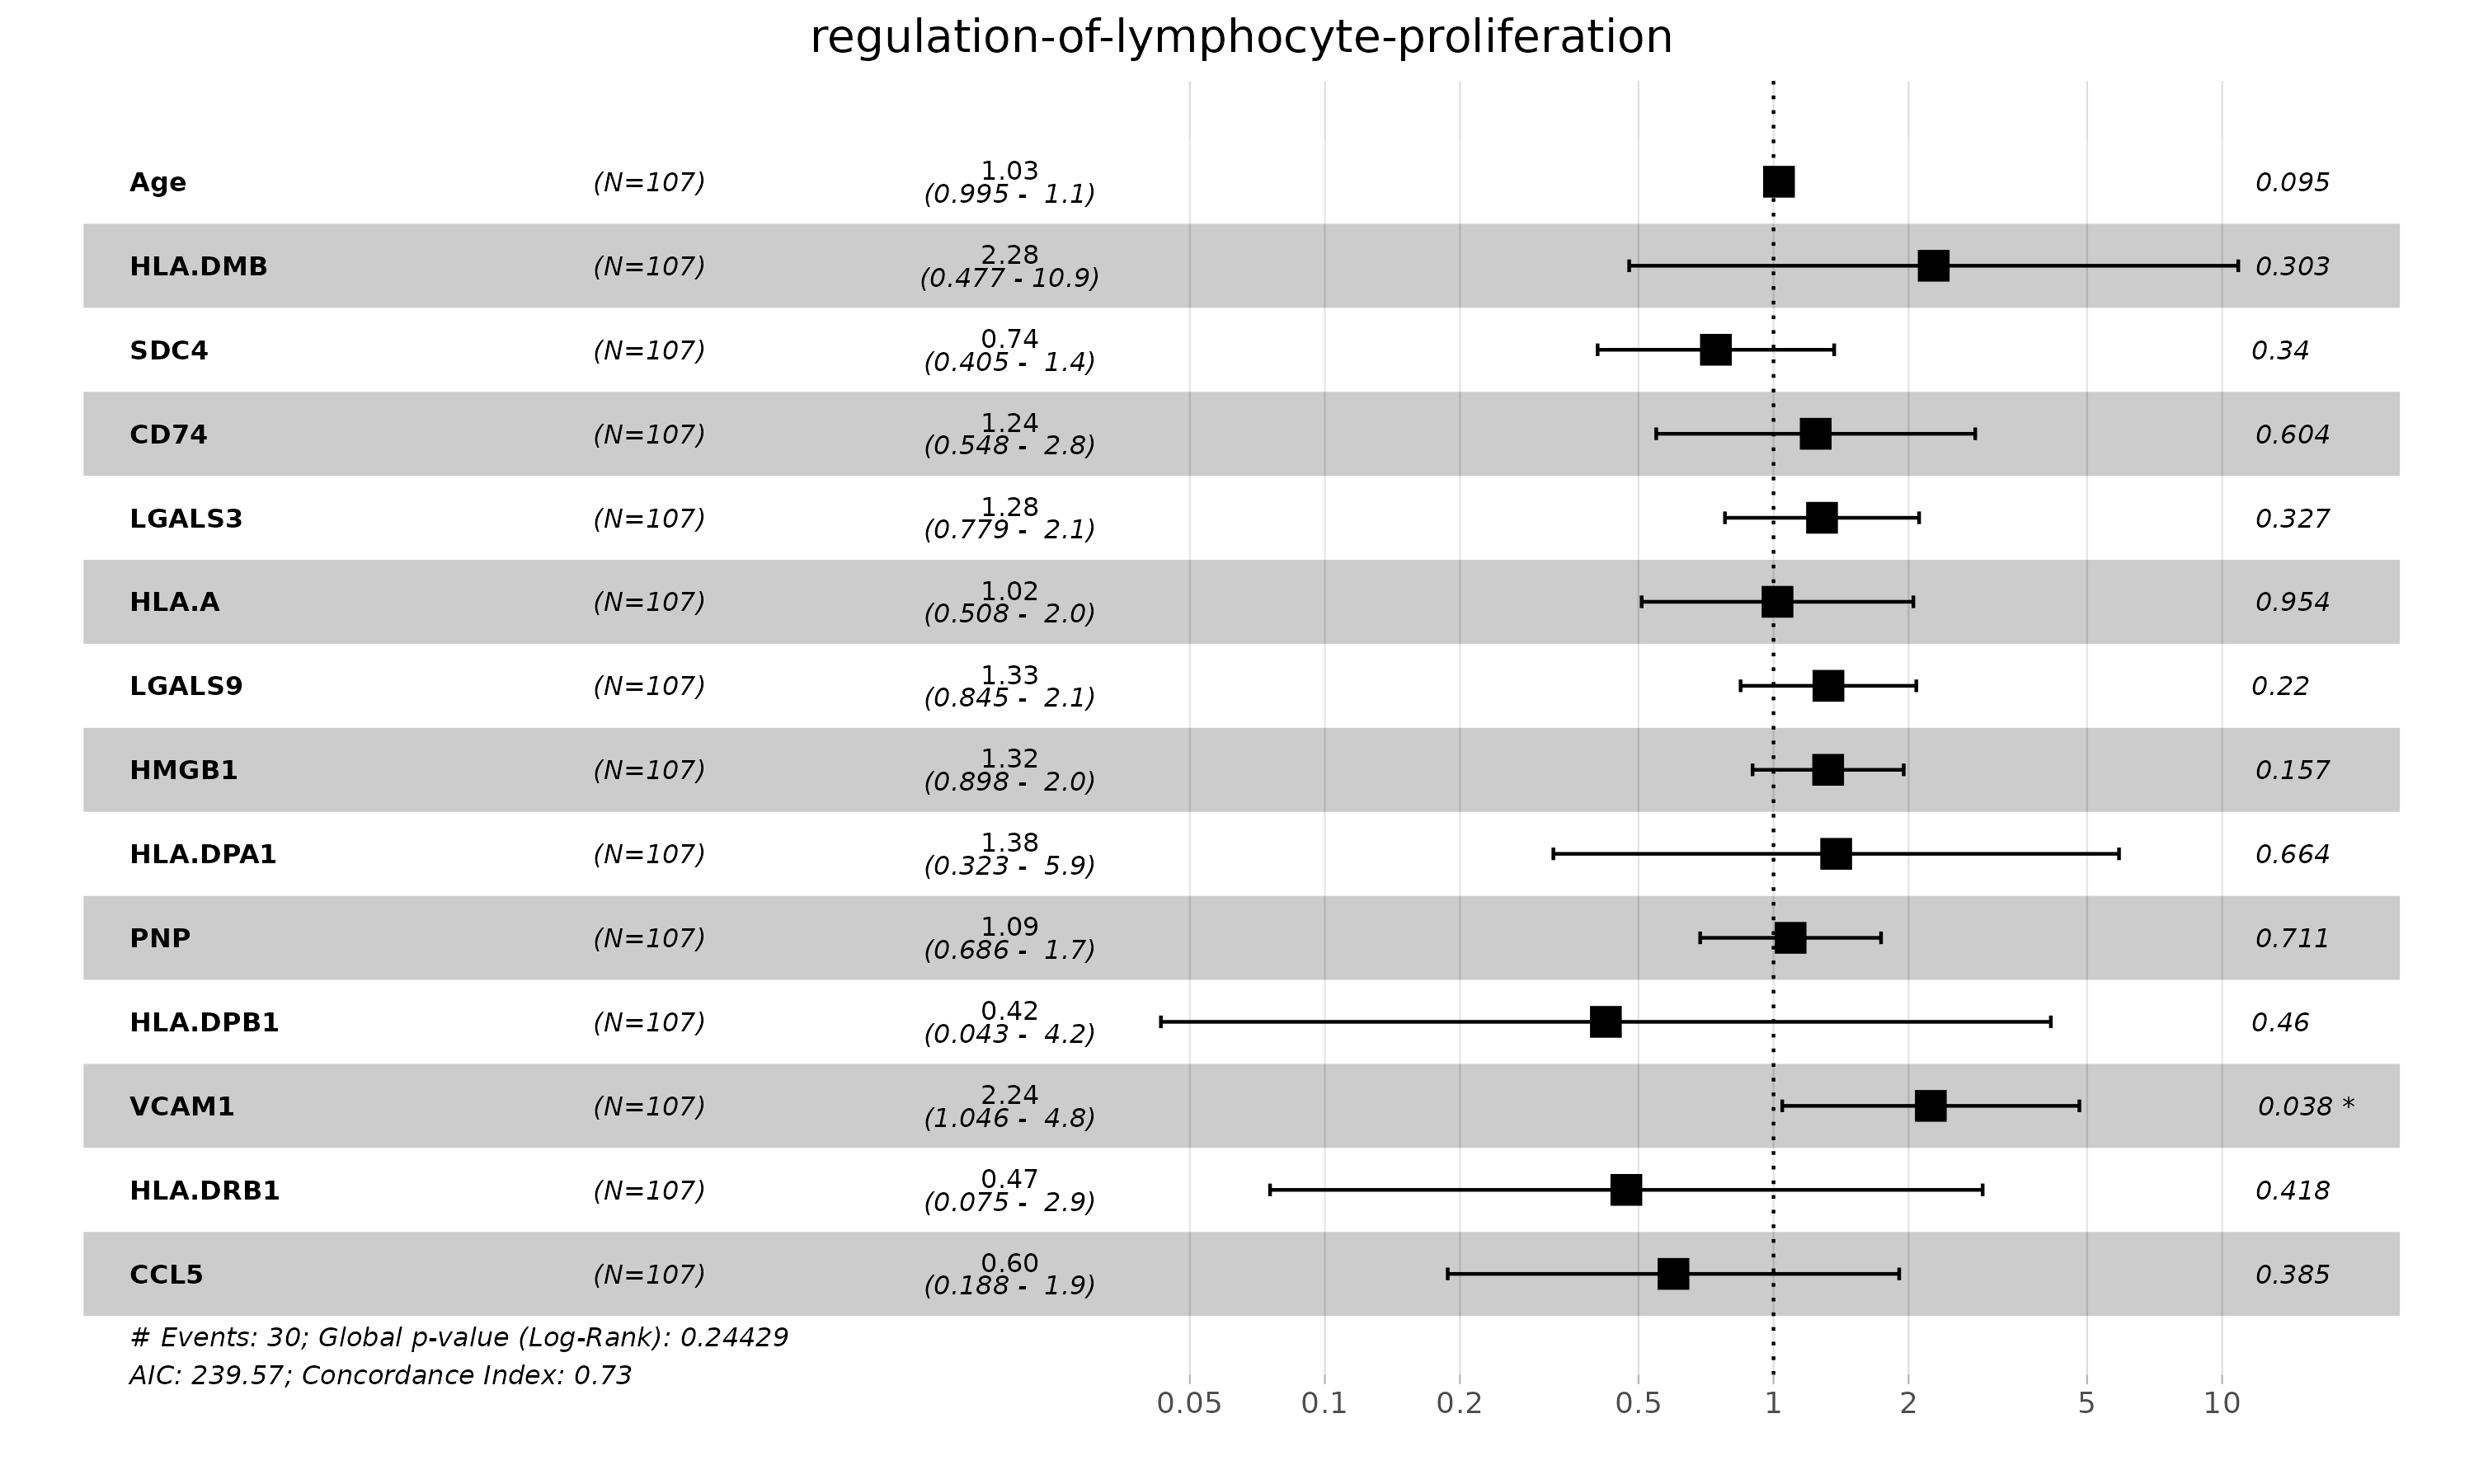 regulation-of-lymphocyte-proliferation
Age (N=107) 1.03 (0.995 - 1.1) 0.095
HLA.DMB (N=107) 2.28 (0.477 - 10.9) 0.303
SDC4 (N=107) 0.74 (0.405 - 1.4) 0.34
CD74 (N=107) 1.24 (0.548 - 2.8) 0.604
LGALS3 (N=107) 1.28 (0.779 - 2.1) 0.327
HLA.A (N=107) 1.02 (0.508 - 2.0) 0.954
LGALS9 (N=107) 1.33 (0.845 - 2.1) 0.22
HMGB1 (N=107) 1.32 (0.898 - 2.0) 0.157
HLA.DPA1 (N=107) 1.38 (0.323 - 5.9) 0.664
PNP (N=107) 1.09 (0.686 - 1.7) 0.711
HLA.DPB1 (N=107) 0.42 (0.043 - 4.2) 0.46
VCAM1 (N=107) 2.24 (1.046 - 4.8) 0.038 *
HLA.DRB1 (N=107) 0.47 (0.075 - 2.9) 0.418
CCL5 (N=107) 0.60 (0.188 - 1.9) 0.385
# Events: 30; Global p-value (Log-Rank): 0.24429
AIC: 239.57; Concordance Index: 0.73
0.05 0.1 0.2 0.5 1 2 5 10